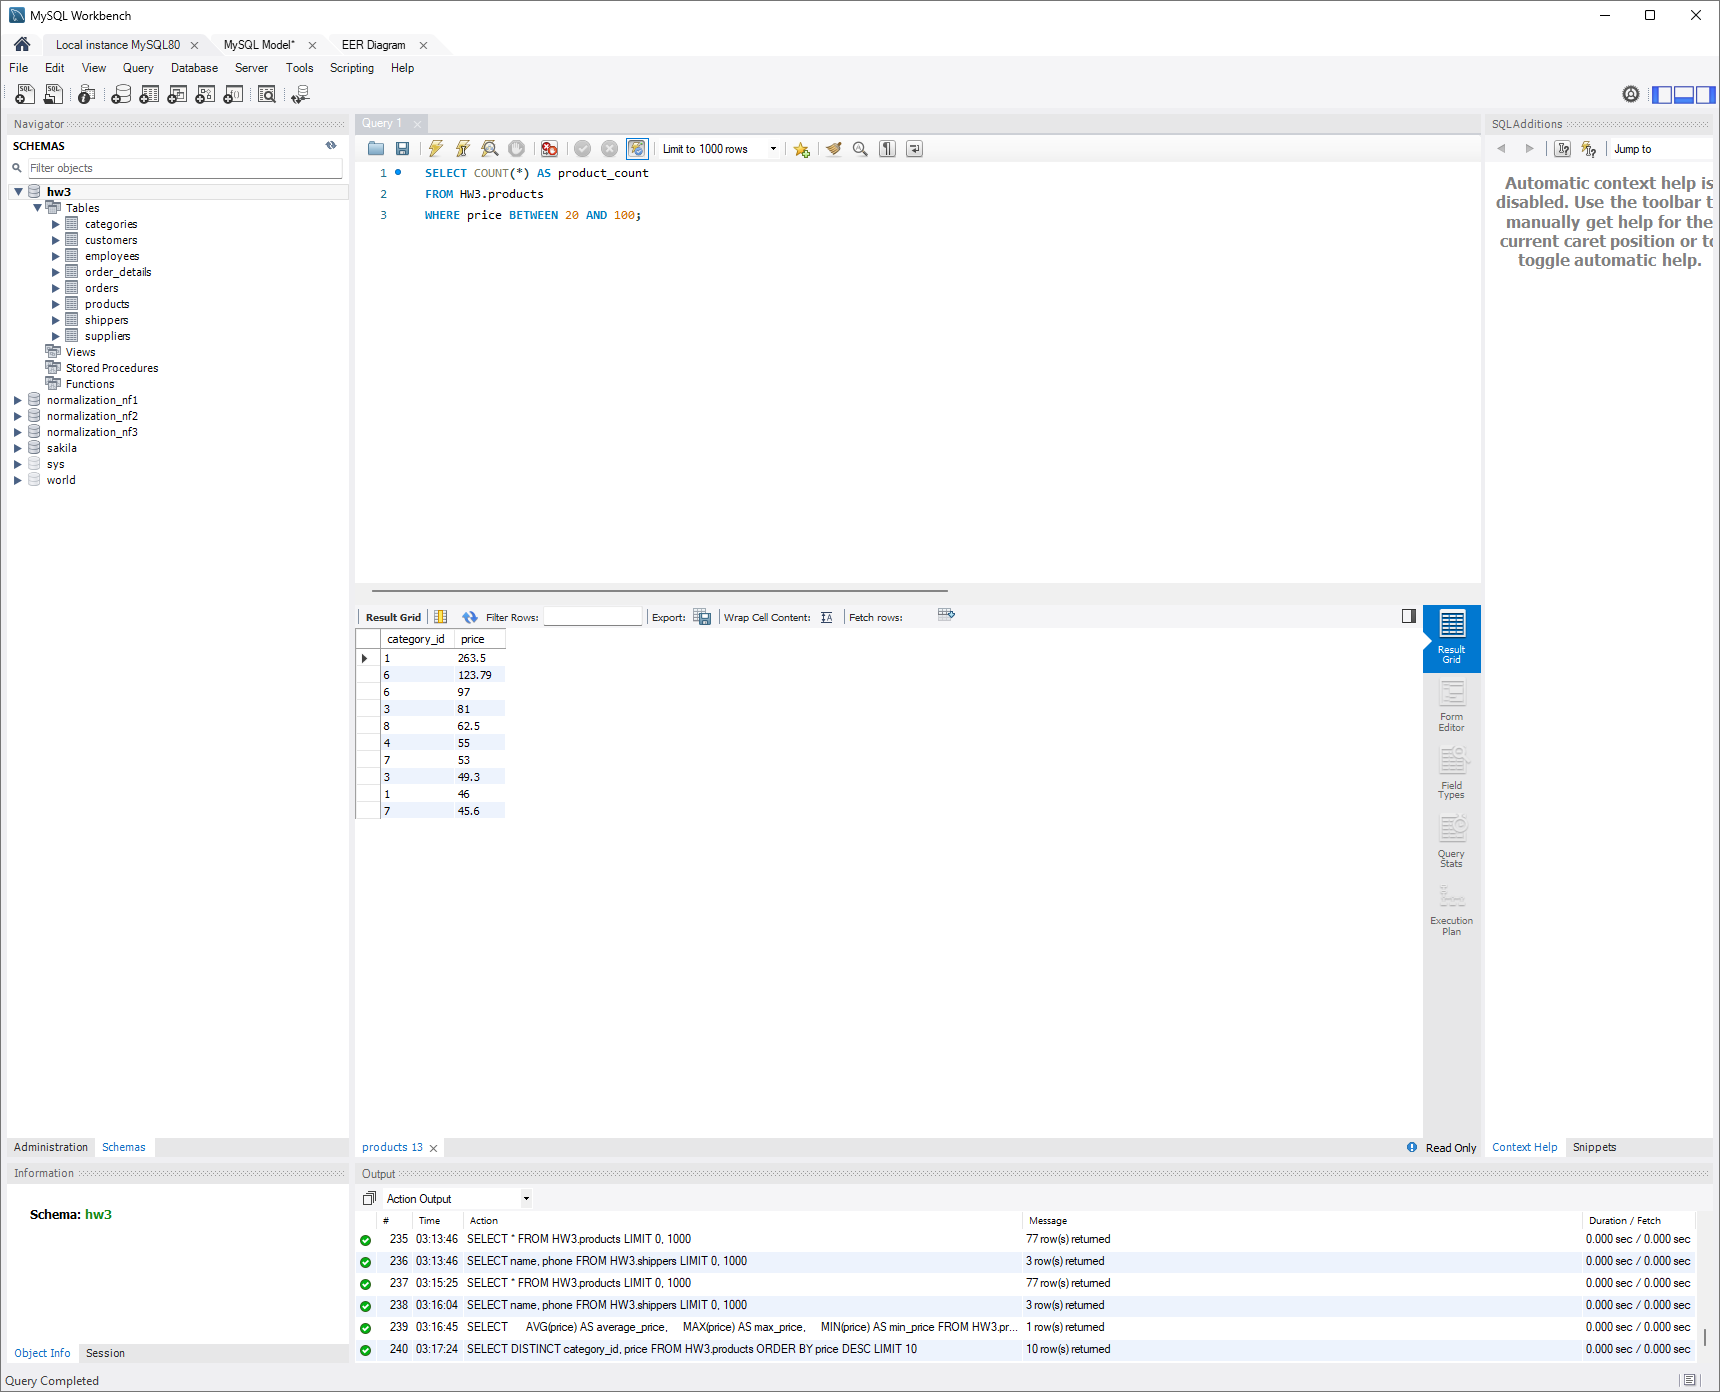 MySQL Workbench
Local instance MySQL80 MySQL Model* EER Diagram
File Edit View Query Database Server Tools Scripting Help
Navigator
SCHEMAS
Filter objects
hw3
Tables
categories
customers
employees
order_details
orders
products
shippers
suppliers
Views
Stored Procedures
Functions
normalization_nf1
normalization_nf2
normalization_nf3
sakila
sys
world
Administration Schemas
Information
Schema: hw3
Object Info Session
Query Completed
Query 1
Limit to 1000 rows
1 SELECT COUNT(*) AS product_count
2 FROM HW3.products
3 WHERE price BETWEEN 20 AND 100;
Result Grid Filter Rows: Export: Wrap Cell Content: Fetch rows:
category_id price
1 263.5
6 123.79
6 97
3 81
8 62.5
4 55
7 53
3 49.3
1 46
7 45.6
Result Grid
Form Editor
Field Types
Query Stats
Execution Plan
products 13 Read Only
SQLAdditions
Jump to
Automatic context help is
disabled. Use the toolbar t
manually get help for the
current caret position or to
toggle automatic help.
Context Help Snippets
Output
Action Output
# Time Action Message Duration / Fetch
235 03:13:46 SELECT * FROM HW3.products LIMIT 0, 1000 77 row(s) returned 0.000 sec / 0.000 sec
236 03:13:46 SELECT name, phone FROM HW3.shippers LIMIT 0, 1000 3 row(s) returned 0.000 sec / 0.000 sec
237 03:15:25 SELECT * FROM HW3.products LIMIT 0, 1000 77 row(s) returned 0.000 sec / 0.000 sec
238 03:16:04 SELECT name, phone FROM HW3.shippers LIMIT 0, 1000 3 row(s) returned 0.000 sec / 0.000 sec
239 03:16:45 SELECT AVG(price) AS average_price, MAX(price) AS max_price, MIN(price) AS min_price FROM HW3.pr... 1 row(s) returned 0.000 sec / 0.000 sec
240 03:17:24 SELECT DISTINCT category_id, price FROM HW3.products ORDER BY price DESC LIMIT 10 10 row(s) returned 0.000 sec / 0.000 sec